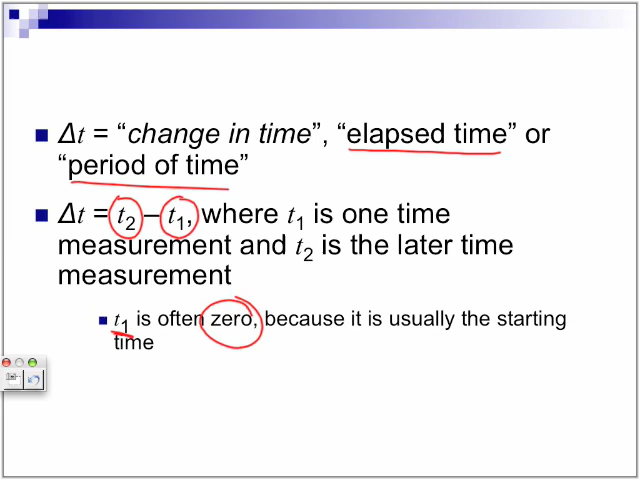 Δt = “change in time”, “elapsed time” or
“period of time”
Δt = t₂ – t₁, where t₁ is one time
measurement and t₂ is the later time
measurement
t₁ is often zero, because it is usually the starting
time